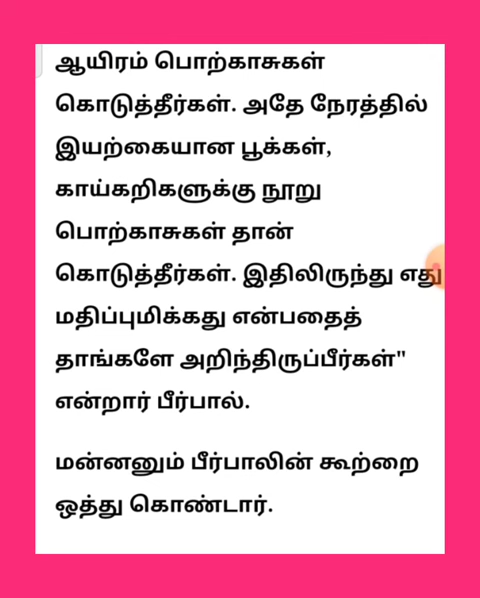 ஆயிரம் பொற்காசுகள்
கொடுத்தீர்கள். அதே நேரத்தில்
இயற்கையான பூக்கள்,
காய்கறிகளுக்கு நூறு
பொற்காசுகள் தான்
கொடுத்தீர்கள். இதிலிருந்து எது
மதிப்புமிக்கது என்பதைத்
தாங்களே அறிந்திருப்பீர்கள்"
என்றார் பீர்பால்.
மன்னனும் பீர்பாலின் கூற்றை
ஒத்து கொண்டார்.